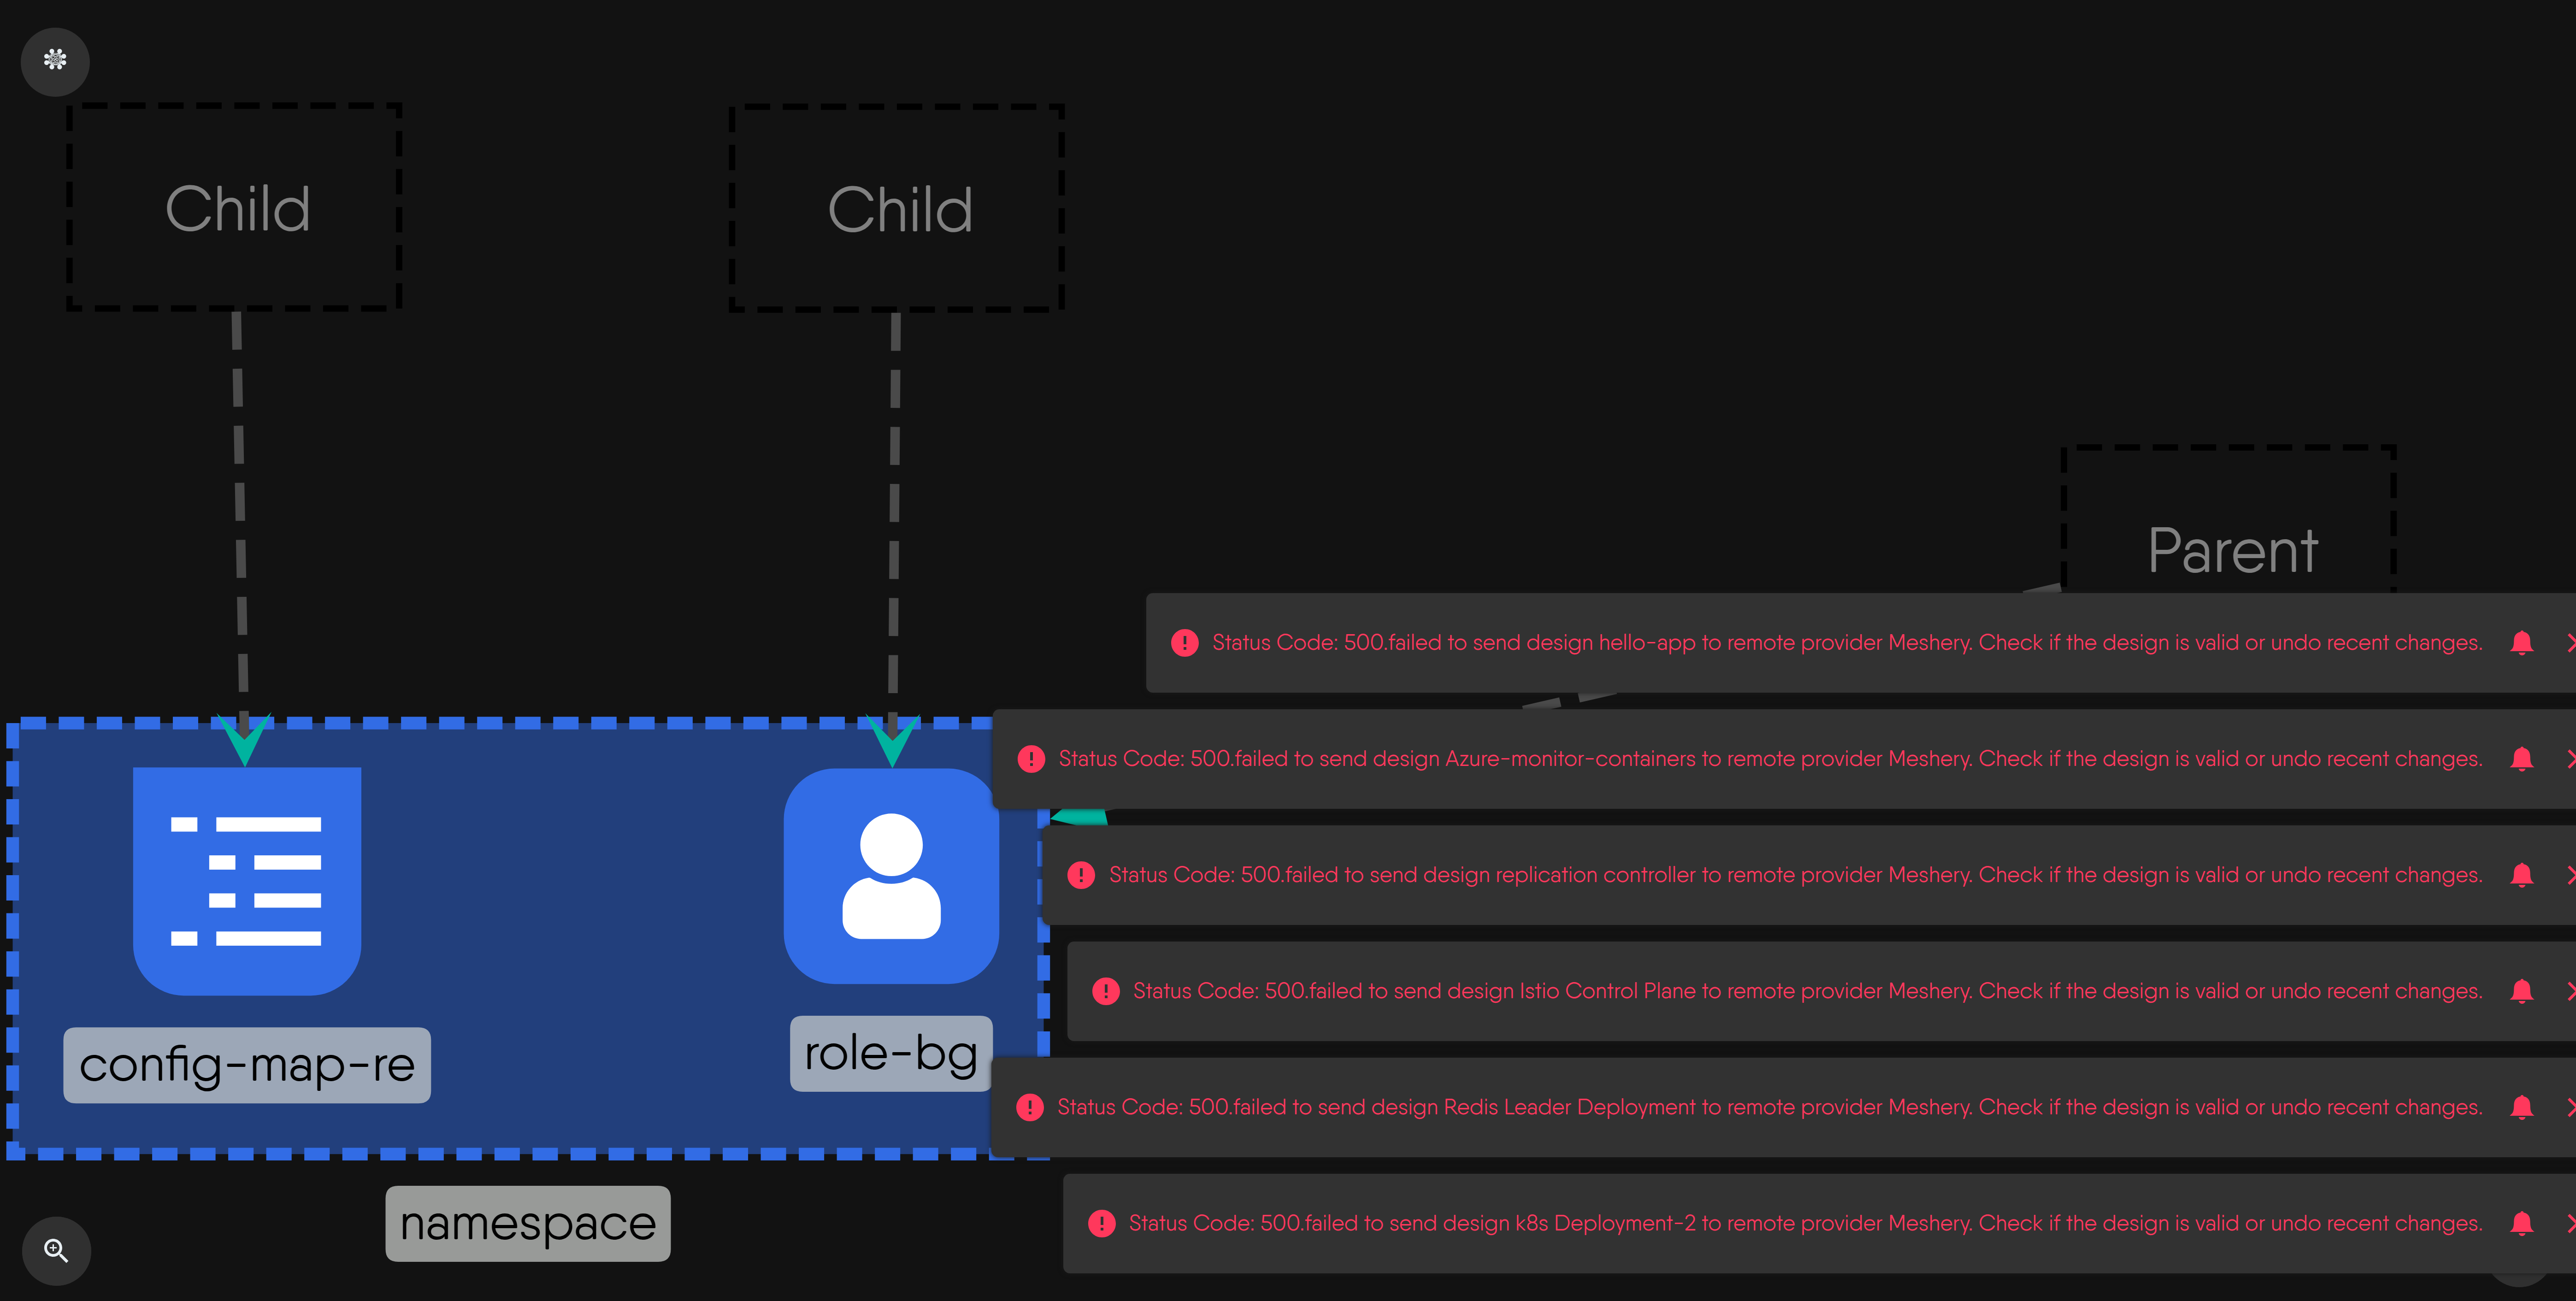 Child
Child
Parent
Status Code: 500.failed to send design hello-app to remote provider Meshery. Check if the design is valid or undo recent changes.
Status Code: 500.failed to send design Azure-monitor-containers to remote provider Meshery. Check if the design is valid or undo recent changes.
Status Code: 500.failed to send design replication controller to remote provider Meshery. Check if the design is valid or undo recent changes.
Status Code: 500.failed to send design Istio Control Plane to remote provider Meshery. Check if the design is valid or undo recent changes.
config-map-re
role-bg
Status Code: 500.failed to send design Redis Leader Deployment to remote provider Meshery. Check if the design is valid or undo recent changes.
namespace
Status Code: 500.failed to send design k8s Deployment-2 to remote provider Meshery. Check if the design is valid or undo recent changes.